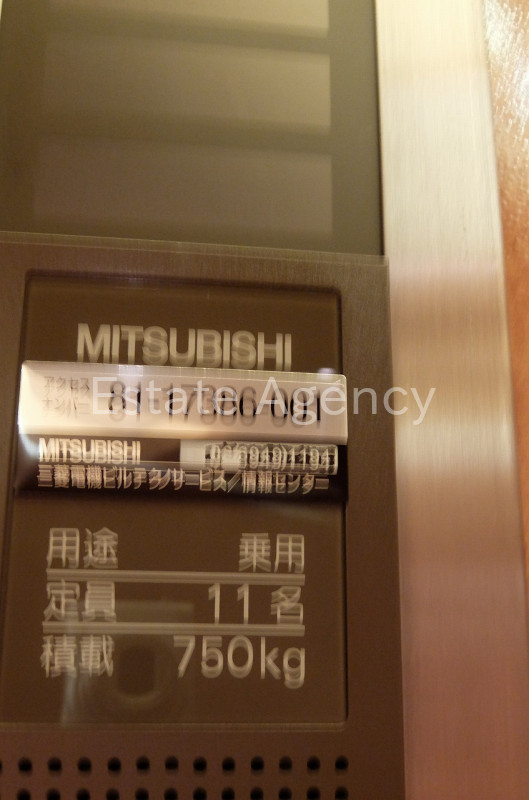 MITSUBISHI
アクセス
ナンバー
Estate Agency
MITSUBISHI
三菱電機ビルテクノサービス/情報センター
用途 乗用
定員 11名
積載 750kg